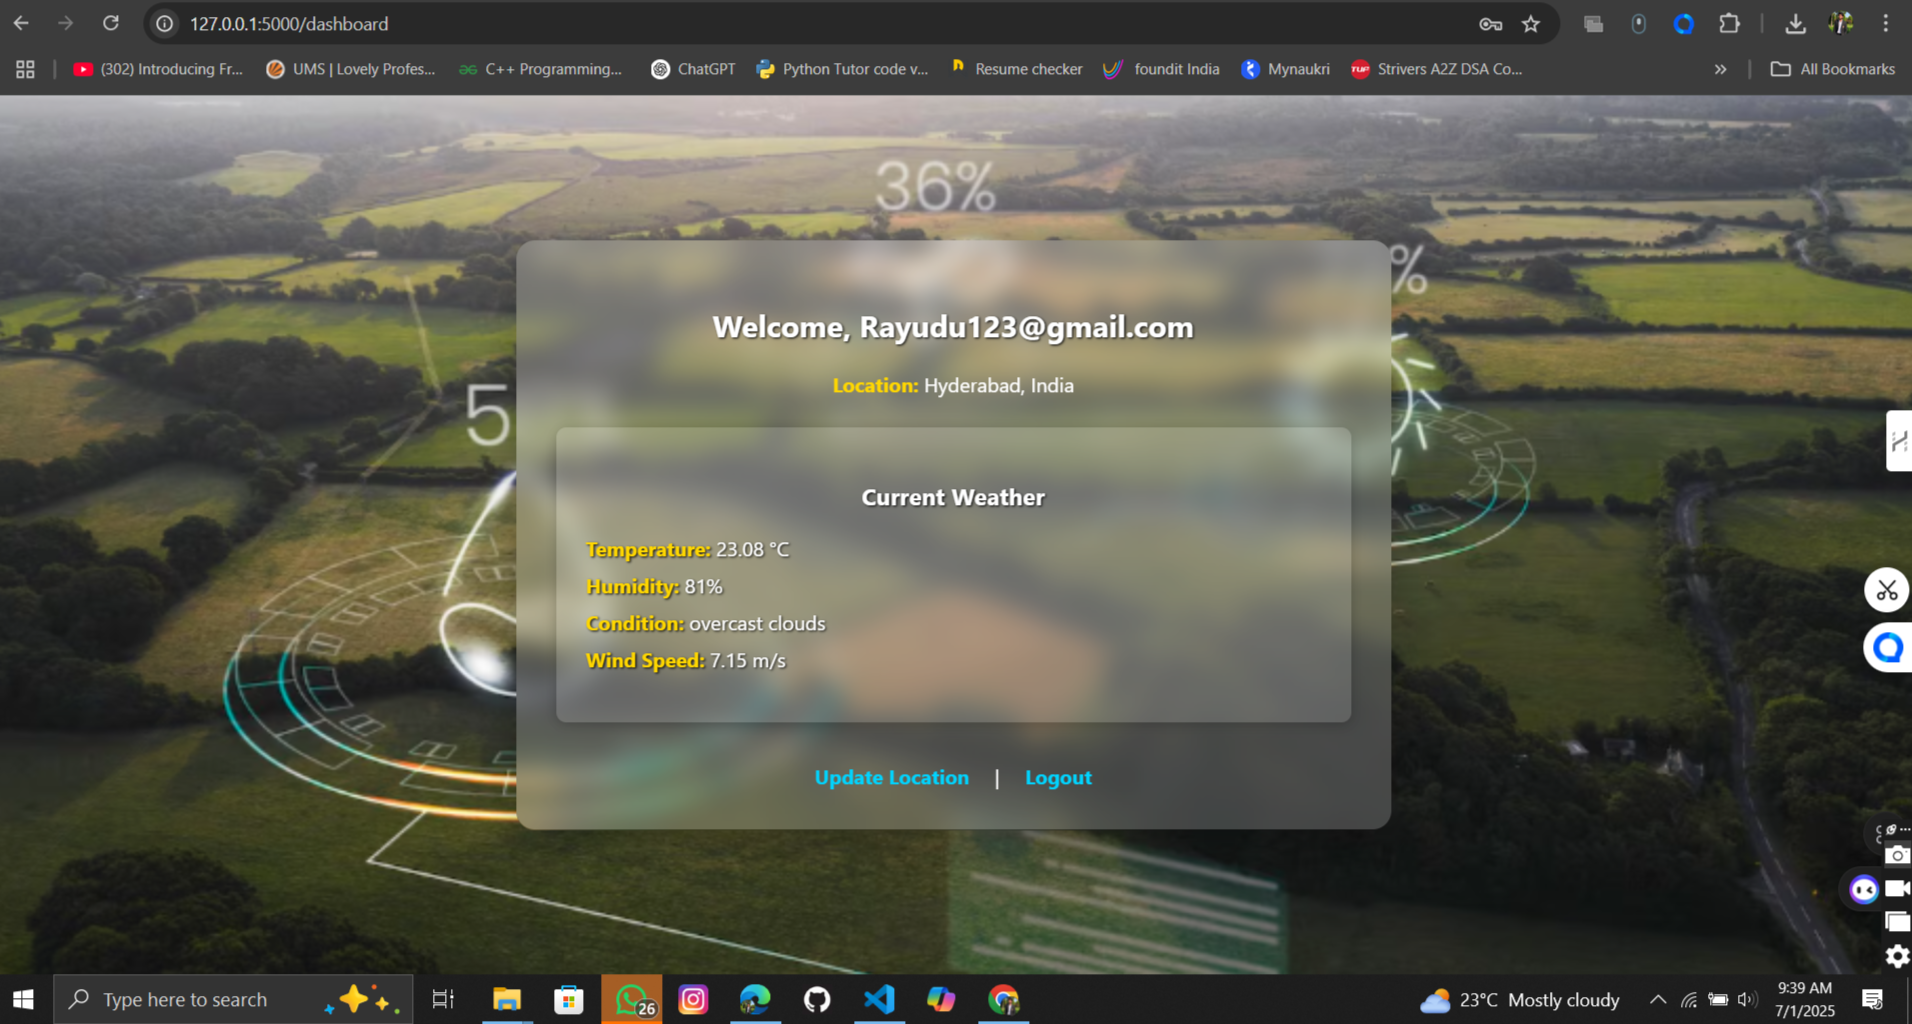 127.0.0.1:5000/dashboard
(302) Introducing Fr...
UMS | Lovely Profes...
C++ Programming...
ChatGPT
Python Tutor code v...
Resume checker
foundit India
Mynaukri
TUF
Strivers A2Z DSA Co...
»
All Bookmarks
36%
%
5
Welcome, Rayudu123@gmail.com
Location: Hyderabad, India
Current Weather
Temperature: 23.08 °C
Humidity: 81%
Condition: overcast clouds
Wind Speed: 7.15 m/s
Update Location | Logout
Type here to search
26
23°C Mostly cloudy
9:39 AM
7/1/2025